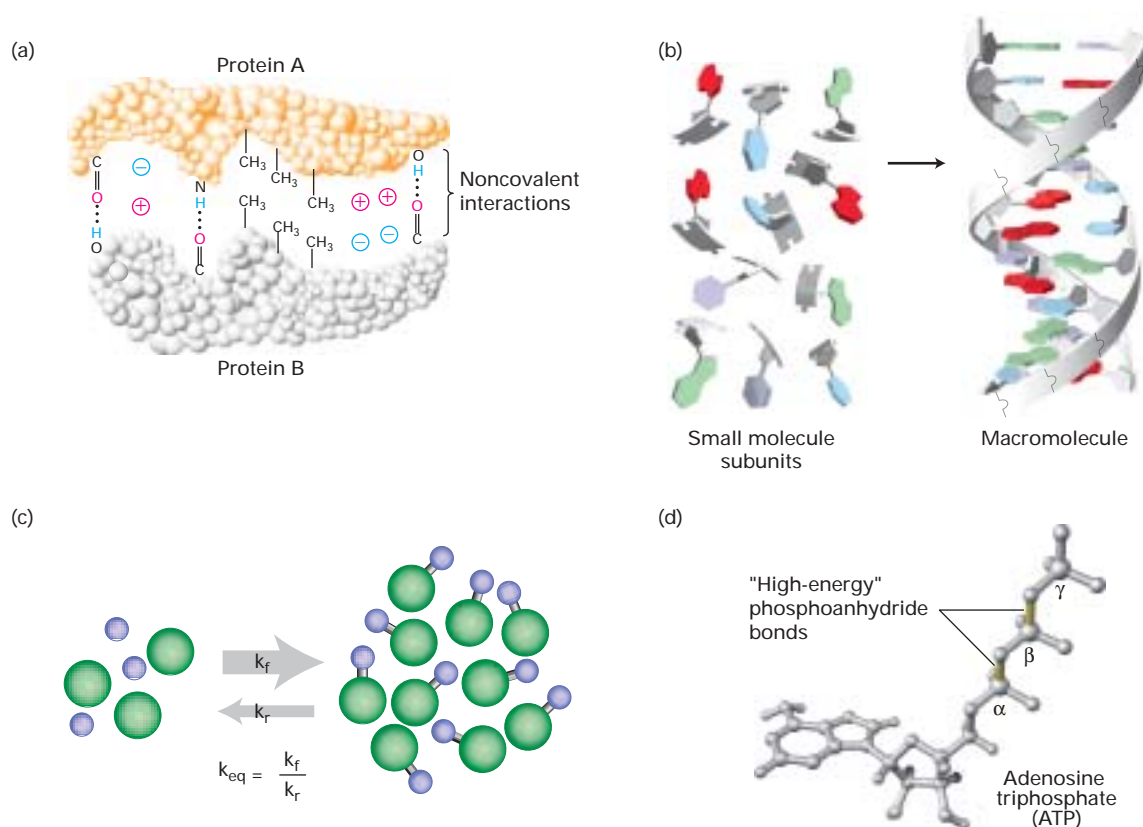 (a)
Protein A
C
O
H
O
−
+
N
H
O
C
CH3
CH3
CH3
CH3
CH3
CH3
+ +
− −
O
H
O
C
Noncovalent
interactions
Protein B
(b)
Small molecule
subunits
Macromolecule
(c)
kf
kr
keq = kf
kr
(d)
"High-energy"
phosphoanhydride
bonds
γ
β
α
Adenosine
triphosphate
(ATP)